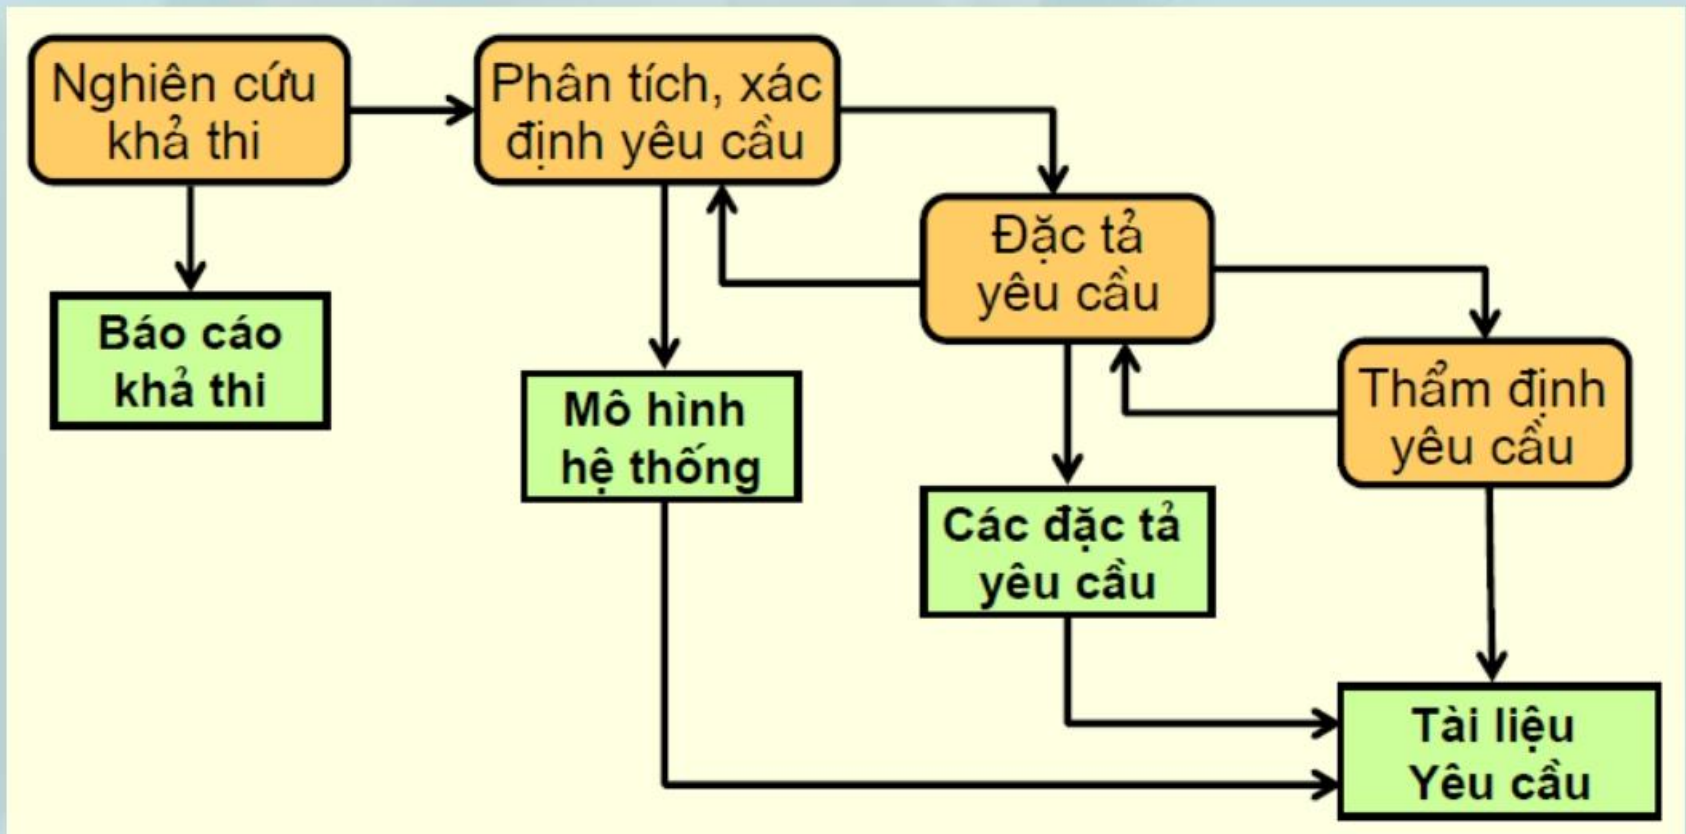 Nghiên cứu
khả thi
Phân tích, xác
định yêu cầu
Đặc tả
yêu cầu
Báo cáo
khả thi
Thẩm định
yêu cầu
Mô hình
hệ thống
Các đặc tả
yêu cầu
Tài liệu
Yêu cầu